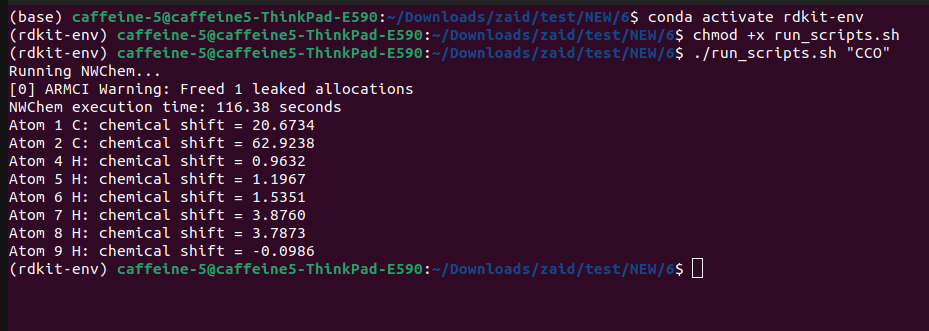 (base) caffeine-5@caffeine5-ThinkPad-E590:~/Downloads/zaid/test/NEW/6$ conda activate rdkit-env
(rdkit-env) caffeine-5@caffeine5-ThinkPad-E590:~/Downloads/zaid/test/NEW/6$ chmod +x run_scripts.sh
(rdkit-env) caffeine-5@caffeine5-ThinkPad-E590:~/Downloads/zaid/test/NEW/6$ ./run_scripts.sh "CCO"
Running NWChem...
[0] ARMCI Warning: Freed 1 leaked allocations
NWChem execution time: 116.38 seconds
Atom 1 C: chemical shift = 20.6734
Atom 2 C: chemical shift = 62.9238
Atom 4 H: chemical shift = 0.9632
Atom 5 H: chemical shift = 1.1967
Atom 6 H: chemical shift = 1.5351
Atom 7 H: chemical shift = 3.8760
Atom 8 H: chemical shift = 3.7873
Atom 9 H: chemical shift = -0.0986
(rdkit-env) caffeine-5@caffeine5-ThinkPad-E590:~/Downloads/zaid/test/NEW/6$